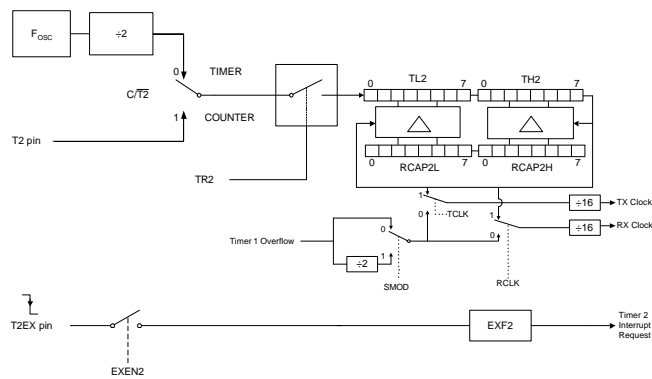 FOSC
÷2
0
TIMER
C/T2
1
COUNTER
T2 pin
TR2
0
TL2
7
0
TH2
7
0
RCAP2L
7
0
RCAP2H
7
1
TCLK
0
÷16
TX Clock
1
0
÷16
RX Clock
Timer 1 Overflow
0
1
÷2
SMOD
RCLK
T2EX pin
EXEN2
EXF2
Timer 2
Interrupt
Request